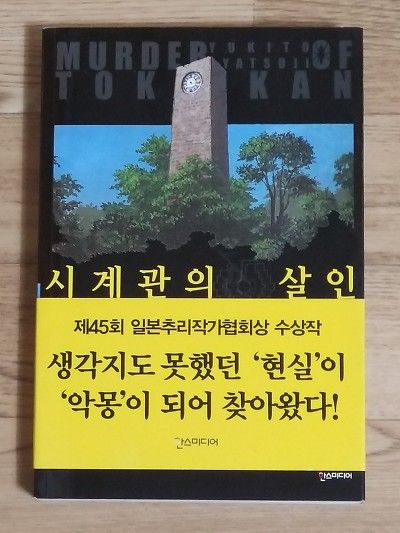 MURDER OF
YUKITO
AYATSUJI
TOKEIKAN
시계관의 살인
제45회 일본추리작가협회상 수상작
생각지도 못했던 ‘현실’이
‘악몽’이 되어 찾아왔다!
한스미디어
한스미디어